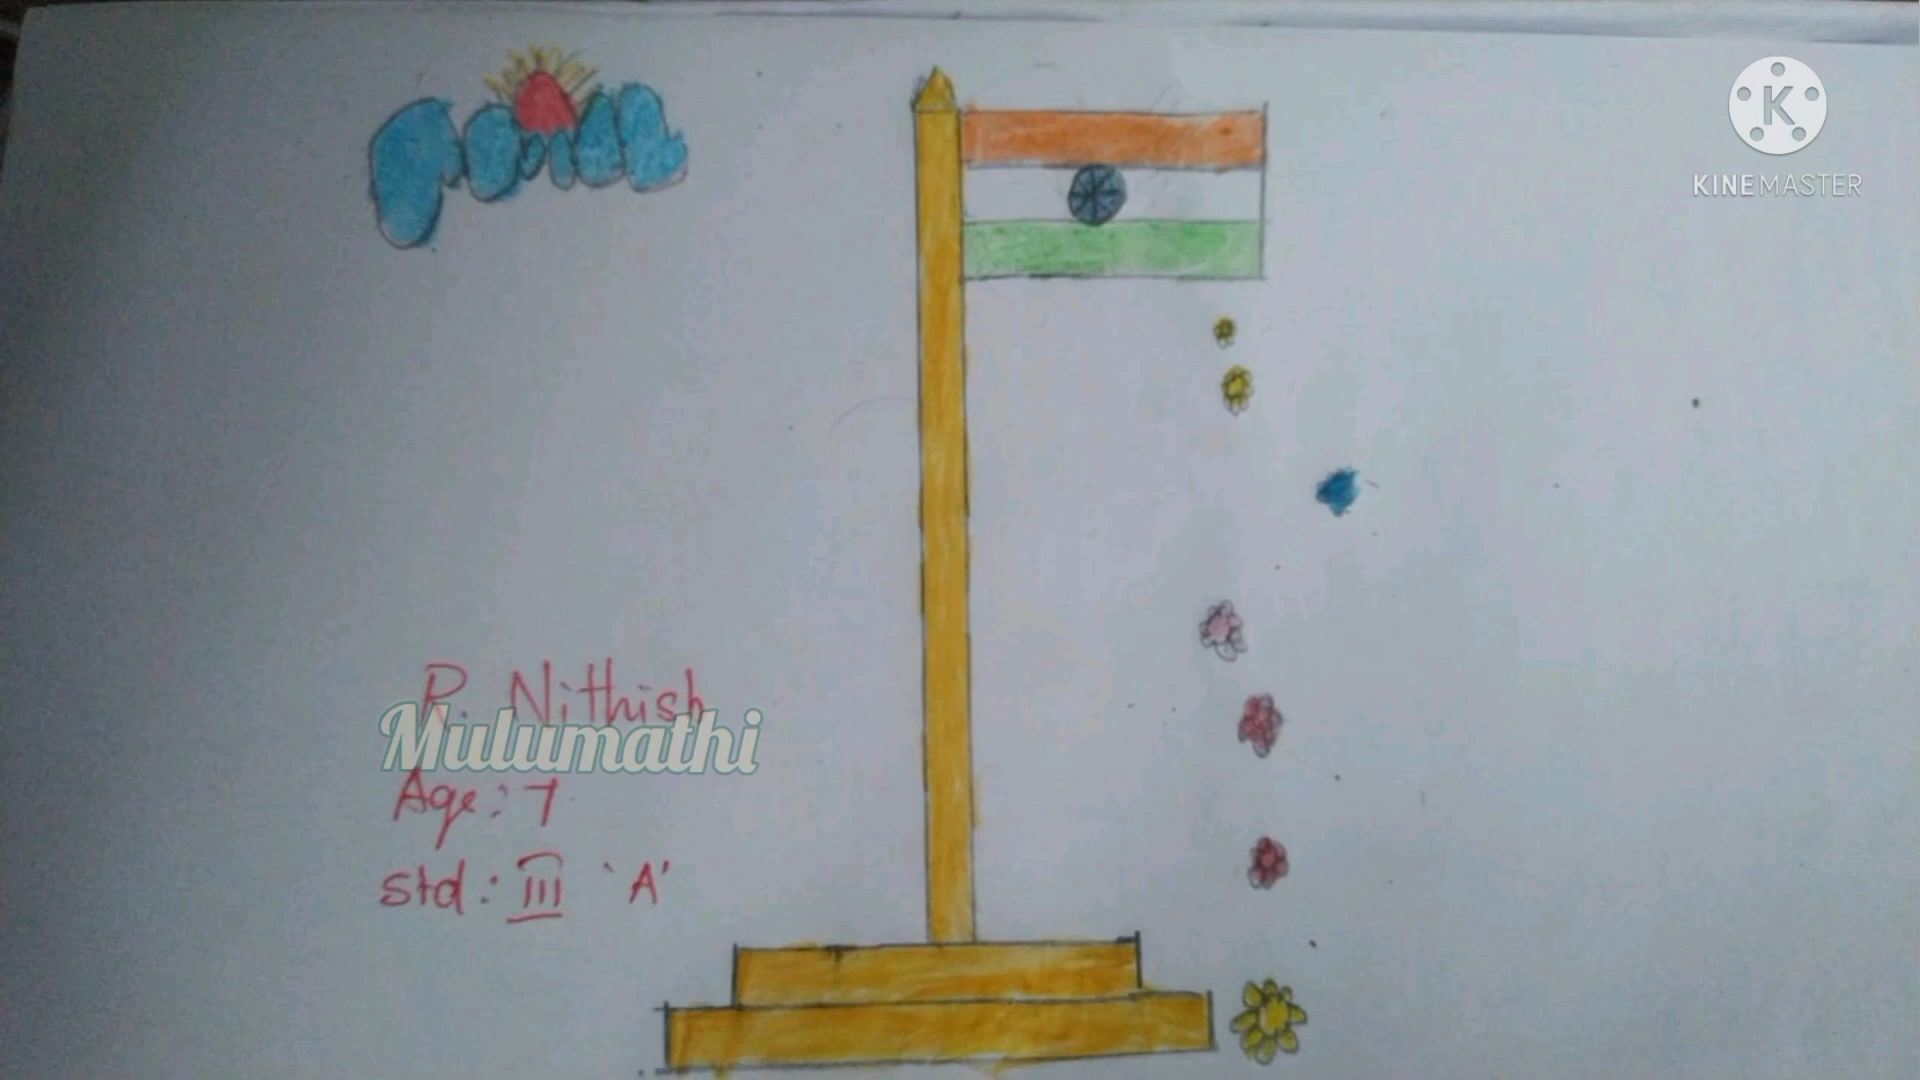 KINEMASTER
R. Nithish
Mulumathi
Age: 7
Std: III 'A'